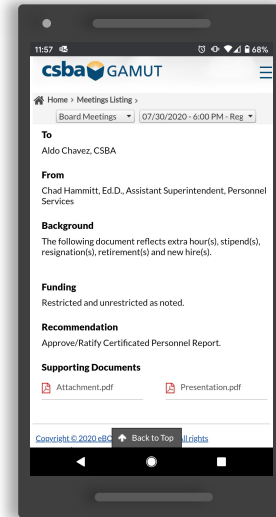 11:57
68%
csba GAMUT
Home > Meetings Listing >
Board Meetings
07/30/2020 - 6:00 PM - Reg
To
Aldo Chavez, CSBA
From
Chad Hammitt, Ed.D., Assistant Superintendent, Personnel
Services
Background
The following document reflects extra hour(s), stipend(s),
resignation(s), retirement(s) and new hire(s).
Funding
Restricted and unrestricted as noted.
Recommendation
Approve/Ratify Certificated Personnel Report.
Supporting Documents
Attachment.pdf
Presentation.pdf
Copyright © 2020
Back to Top
rights